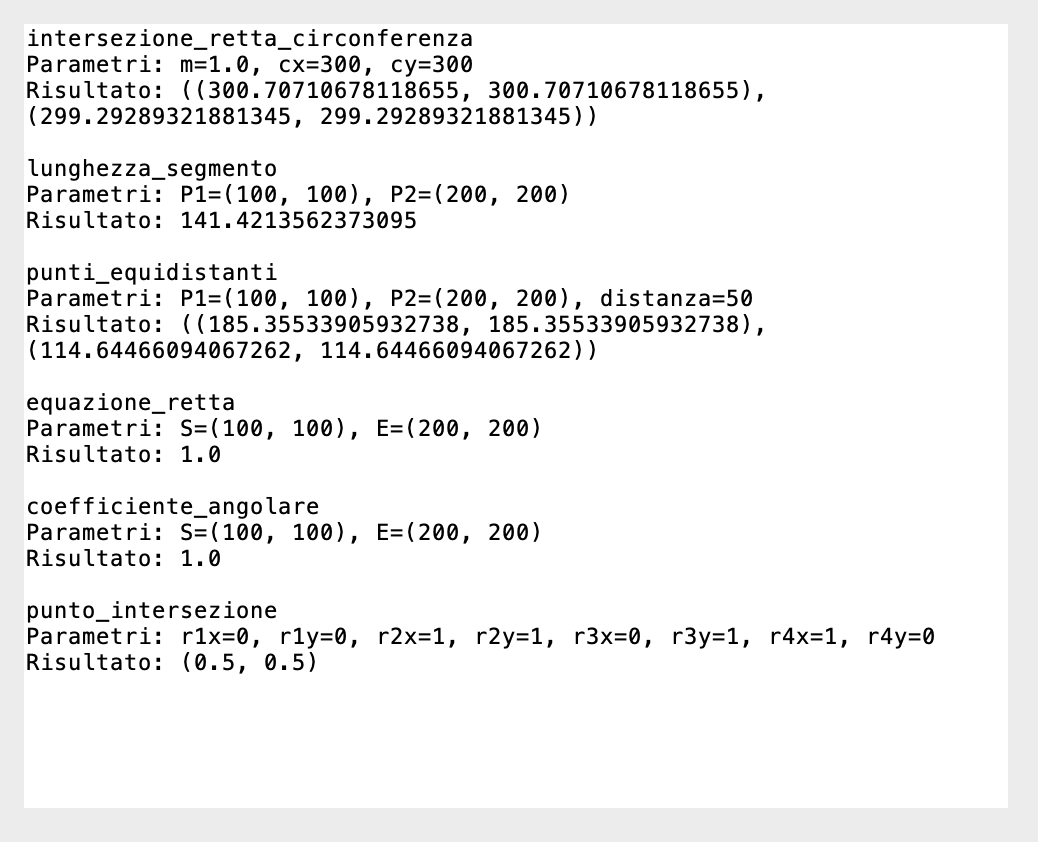 intersezione_retta_circonferenza
Parametri: m=1.0, cx=300, cy=300
Risultato: ((300.70710678118655, 300.70710678118655),
(299.29289321881345, 299.29289321881345))
lunghezza_segmento
Parametri: P1=(100, 100), P2=(200, 200)
Risultato: 141.4213562373095
punti_equidistanti
Parametri: P1=(100, 100), P2=(200, 200), distanza=50
Risultato: ((185.35533905932738, 185.35533905932738),
(114.64466094067262, 114.64466094067262))
equazione_retta
Parametri: S=(100, 100), E=(200, 200)
Risultato: 1.0
coefficiente_angolare
Parametri: S=(100, 100), E=(200, 200)
Risultato: 1.0
punto_intersezione
Parametri: r1x=0, r1y=0, r2x=1, r2y=1, r3x=0, r3y=1, r4x=1, r4y=0
Risultato: (0.5, 0.5)